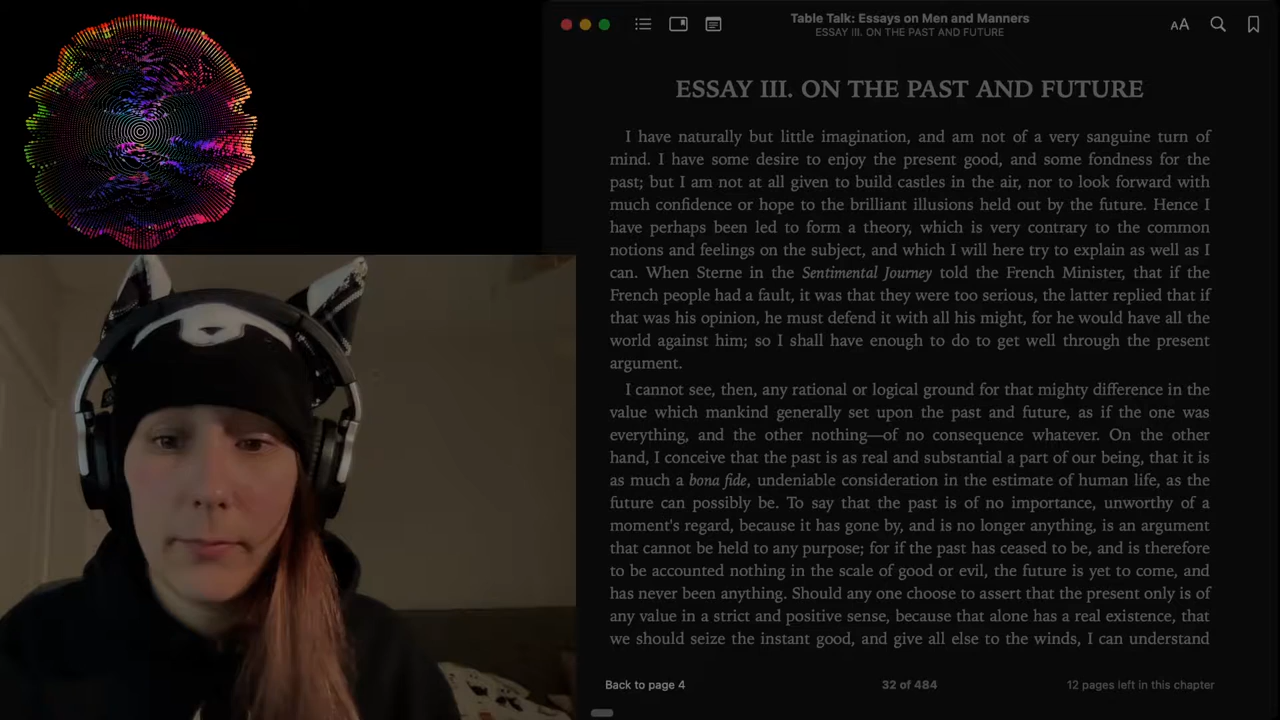 Table Talk: Essays on Men and Manners
ESSAY III. ON THE PAST AND FUTURE
AA
ESSAY III. ON THE PAST AND FUTURE
I have naturally but little imagination, and am not of a very sanguine turn of
mind. I have some desire to enjoy the present good, and some fondness for the
past; but I am not at all given to build castles in the air, nor to look forward with
much confidence or hope to the brilliant illusions held out by the future. Hence I
have perhaps been led to form a theory, which is very contrary to the common
notions and feelings on the subject, and which I will here try to explain as well as I
can. When Sterne in the Sentimental Journey told the French Minister, that if the
French people had a fault, it was that they were too serious, the latter replied that if
that was his opinion, he must defend it with all his might, for he would have all the
world against him; so I shall have enough to do to get well through the present
argument.
I cannot see, then, any rational or logical ground for that mighty difference in the
value which mankind generally set upon the past and future, as if the one was
everything, and the other nothing—of no consequence whatever. On the other
hand, I conceive that the past is as real and substantial a part of our being, that it is
as much a bona fide, undeniable consideration in the estimate of human life, as the
future can possibly be. To say that the past is of no importance, unworthy of a
moment's regard, because it has gone by, and is no longer anything, is an argument
that cannot be held to any purpose; for if the past has ceased to be, and is therefore
to be accounted nothing in the scale of good or evil, the future is yet to come, and
has never been anything. Should any one choose to assert that the present only is of
any value in a strict and positive sense, because that alone has a real existence, that
we should seize the instant good, and give all else to the winds, I can understand
Back to page 4
32 of 484
12 pages left in this chapter